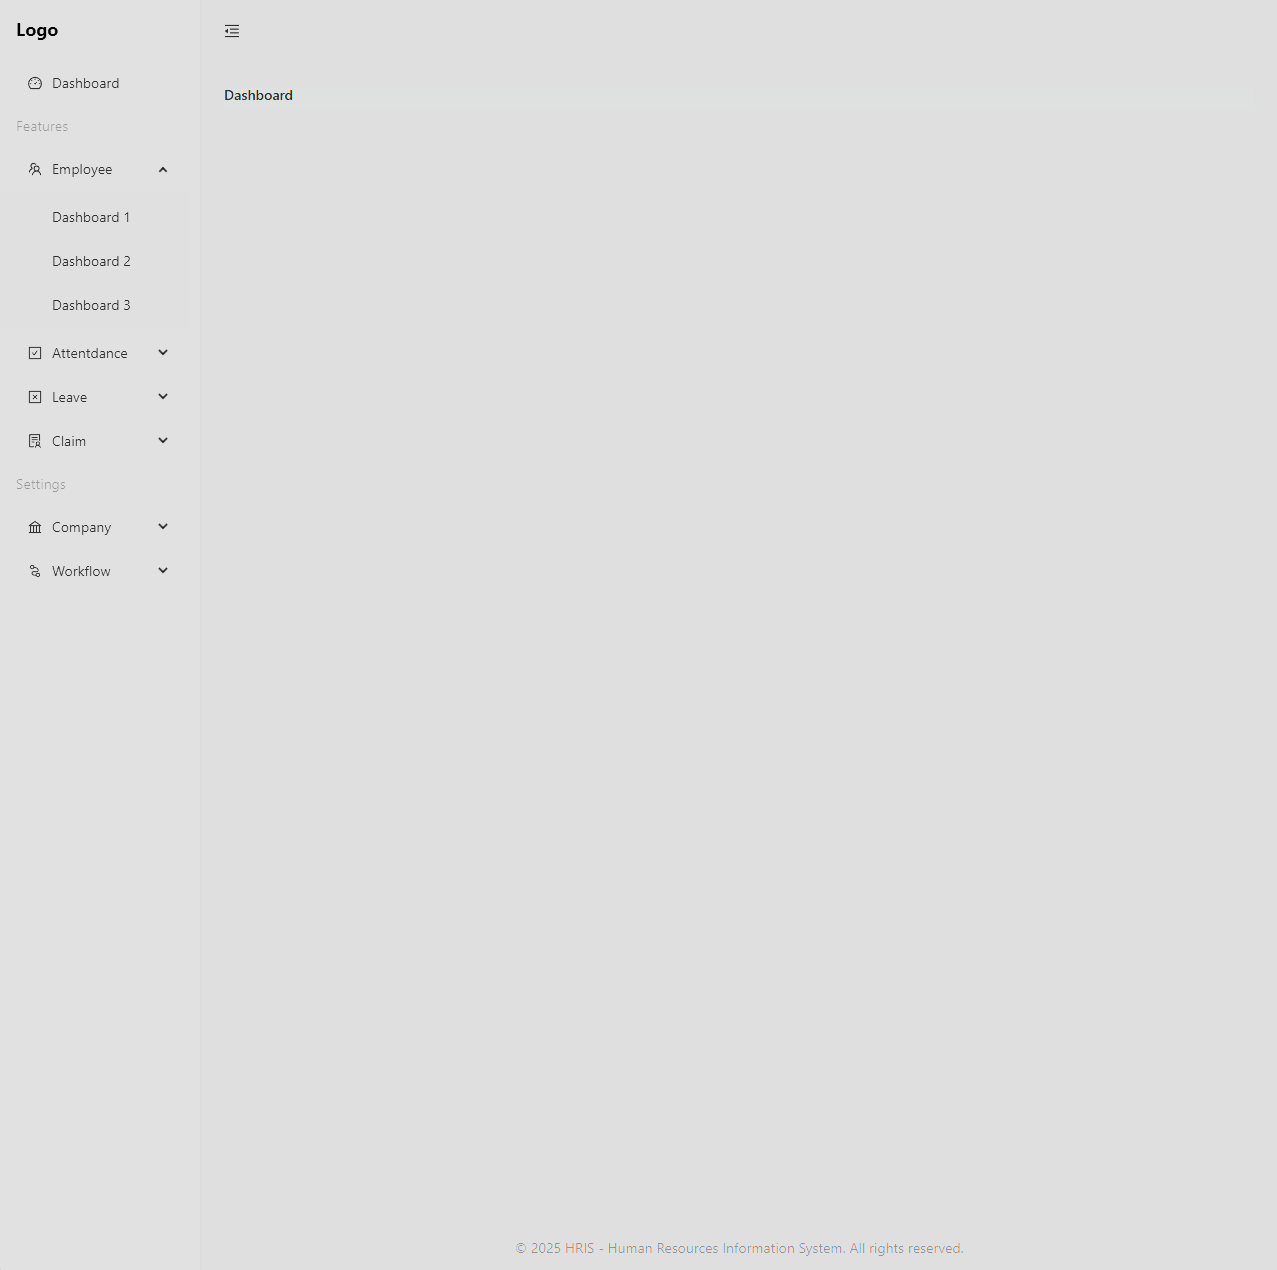 Logo
Dashboard
Features
Employee
Dashboard 1
Dashboard 2
Dashboard 3
Attentdance
Leave
Claim
Settings
Company
Workflow
Dashboard
© 2025 HRIS - Human Resources Information System. All rights reserved.